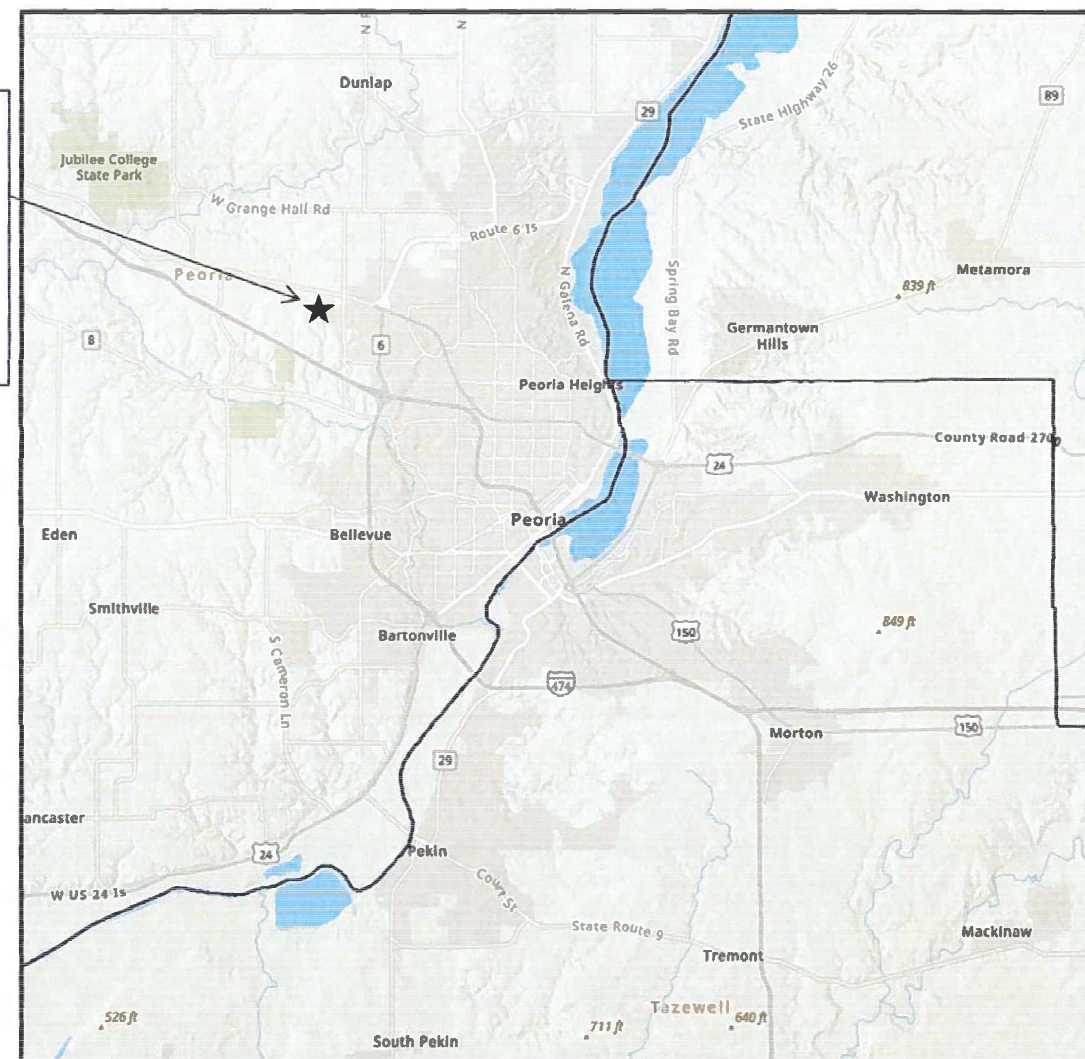 N
N
Dunlap
29
State Highway 26
89
Jubilee College
State Park
W Grange Hall Rd
Route 6 Is
Peoria
N Galena Rd
Spring Bay Rd
Metamora
839 ft
8
6
Germantown
Hills
Peoria Heights
County Road 270
24
Washington
Peoria
Eden
Bellevue
Smithville
150
849 ft
Bartonville
S Cameron Ln
474
150
Morton
29
ancaster
24
Pekin
W US 24 Is
Court St
State Route 9
Mackinaw
Tremont
Tazewell
526 ft
711 ft
640 ft
South Pekin